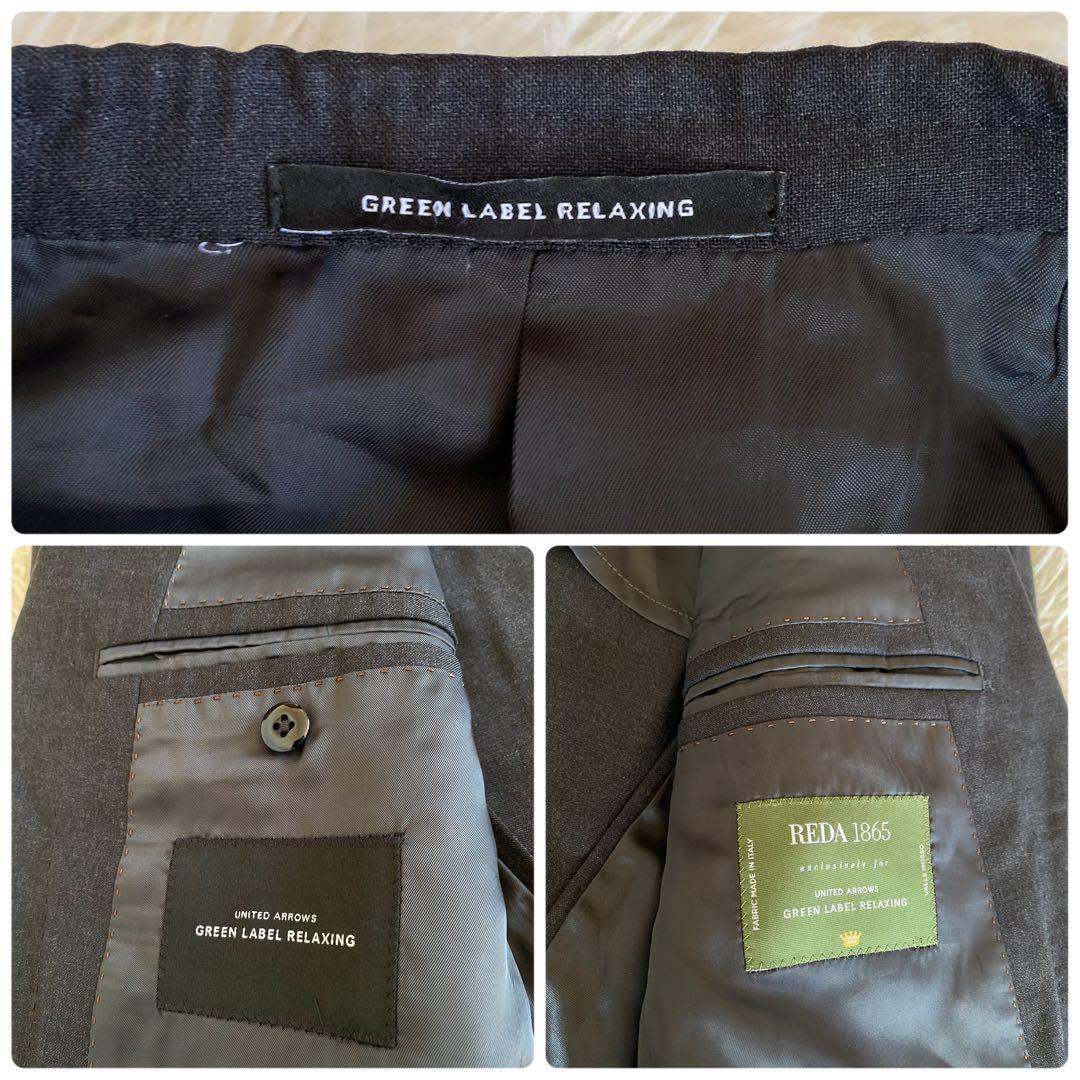 GREEN LABEL RELAXING
UNITED ARROWS
GREEN LABEL RELAXING
REDA 1865
exclusively for
UNITED ARROWS
GREEN LABEL RELAXING
FABRIC MADE IN ITALY
VALLE MOSSO